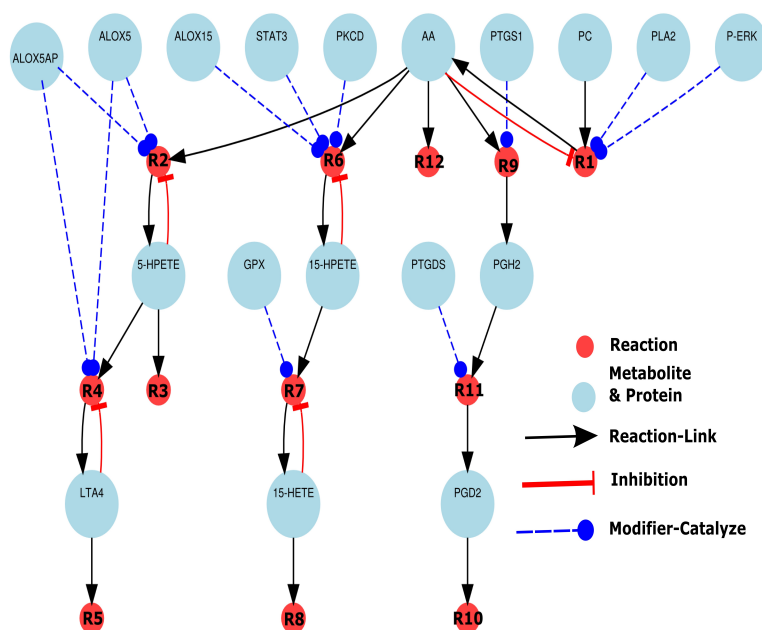 ALOX5AP
ALOX5
ALOX15
STAT3
PKCD
AA
PTGS1
PC
PLA2
P-ERK
R2
R6
R12
R9
R1
5-HPETE
GPX
15-HPETE
PTGDS
PGH2
Reaction
Metabolite
& Protein
R4
R3
R7
R11
Reaction-Link
Inhibition
LTA4
15-HETE
PGD2
Modifier-Catalyze
R5
R8
R10